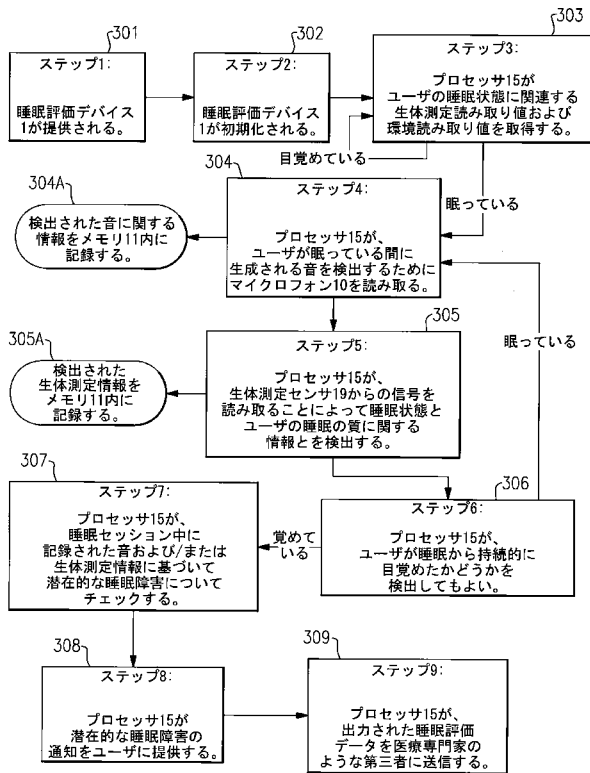 301
ステップ1:
睡眠評価デバイス
1が提供される。
302
ステップ2:
睡眠評価デバイス
1が初期化される。
303
ステップ3:
プロセッサ15が
ユーザの睡眠状態に関連する
生体測定読み取り値および
環境読み取り値を取得する。
目覚めている
眠っている
304
ステップ4:
プロセッサ15が、
ユーザが眠っている間に
生成される音を検出するために
マイクロフォン10を読み取る。
304A
検出された音に関する
情報をメモリ11内に
記録する。
眠っている
305
ステップ5:
プロセッサ15が、
生体測定センサ19からの信号を
読み取ることによって睡眠状態と
ユーザの睡眠の質に関する
情報とを検出する。
305A
検出された
生体測定情報を
メモリ11内に
記録する。
306
ステップ6:
プロセッサ15が、
ユーザが睡眠から持続的に
目覚めたかどうかを
検出してもよい。
覚めて
いる
307
ステップ7:
プロセッサ15が、
睡眠セッション中に
記録された音および/または
生体測定情報に基づいて
潜在的な睡眠障害について
チェックする。
308
ステップ8:
プロセッサ15が
潜在的な睡眠障害の
通知をユーザに提供する。
309
ステップ9:
プロセッサ15が、
出力された睡眠評価
データを医療専門家の
ような第三者に送信する。